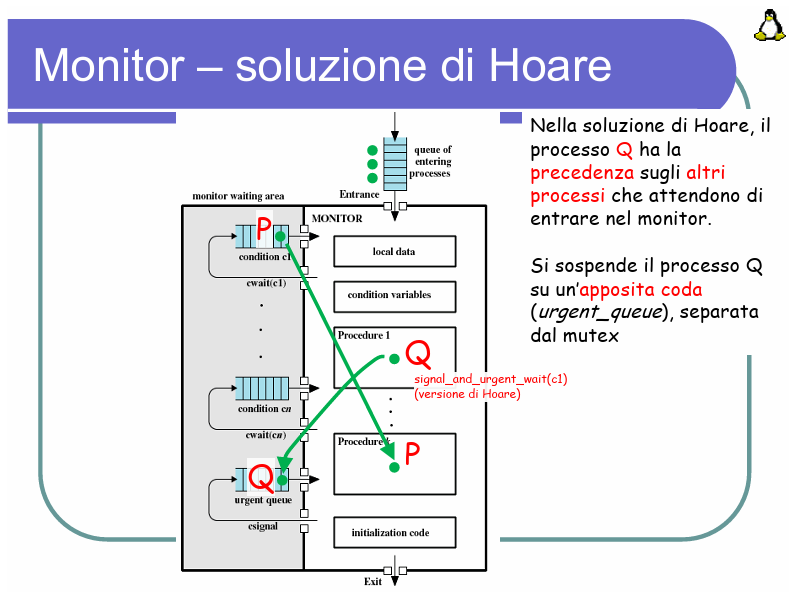 Monitor – soluzione di Hoare
Nella soluzione di Hoare, il
processo Q ha la
precedenza sugli altri
processi che attendono di
entrare nel monitor.
Si sospende il processo Q
su un'apposita coda
(urgent_queue), separata
dal mutex
queue of
entering
processes
monitor waiting area
Entrance
MONITOR
P
condition c1
cwait(c1)
local data
condition variables
Procedure 1
Q
signal_and_urgent_wait(c1)
(versione di Hoare)
condition cn
cwait(cn)
P
Q
urgent queue
csignal
initialization code
Exit